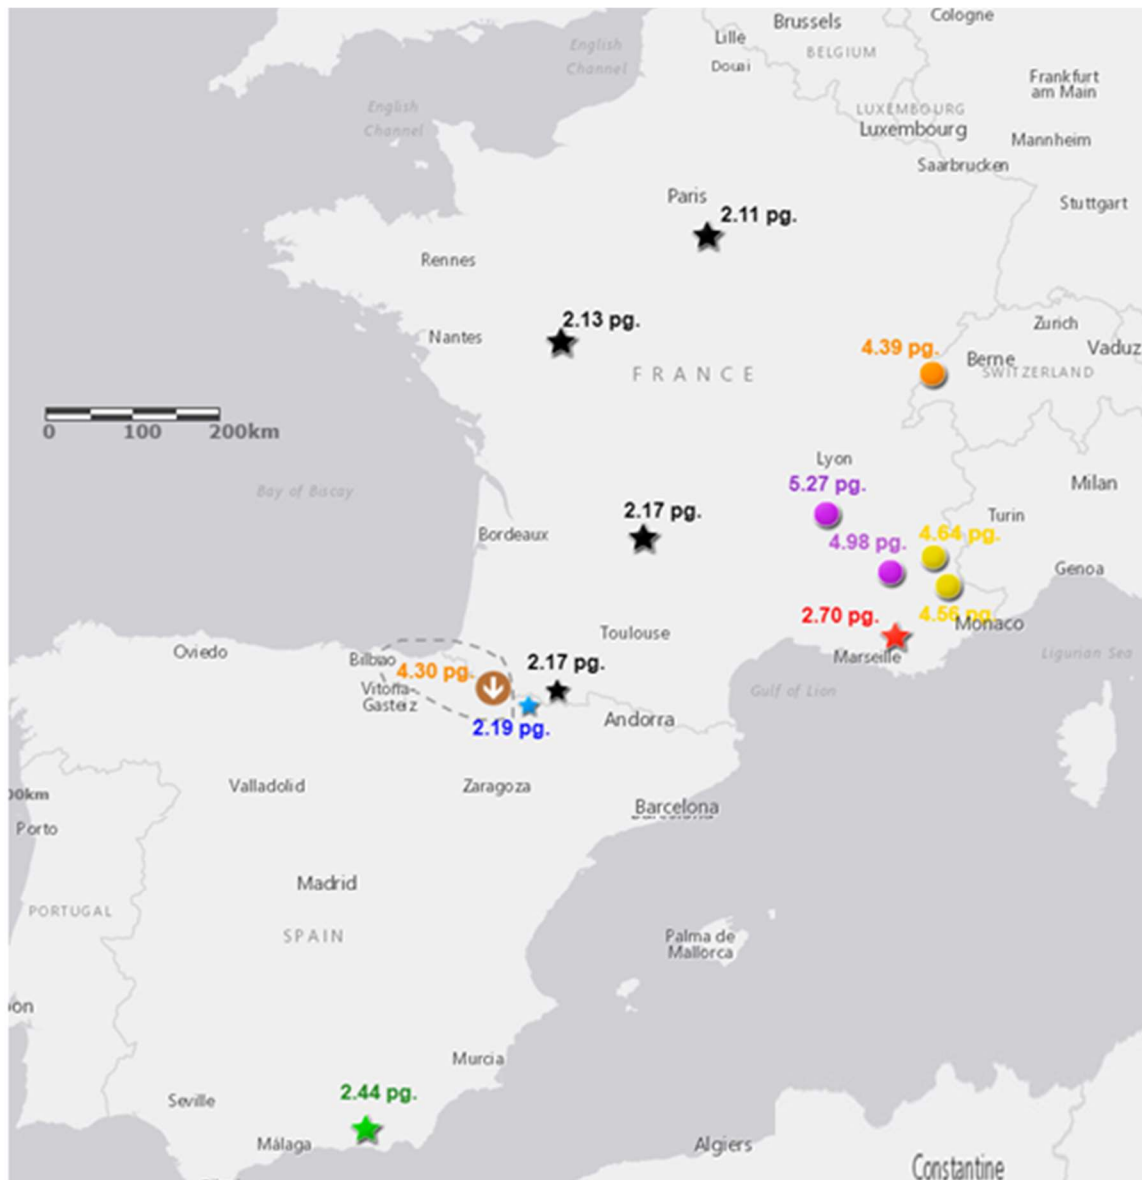 Brussels
Cologne
Lille
English
Channel
BELGIUM
Douai
Frankfurt
am Main
English
Channel
LUXEMBOURG
Luxembourg
Mannheim
Saarbrucken
Paris
Stuttgart
2.11 pg.
Rennes
2.13 pg.
Zurich
Nantes
4.39 pg.
Berne
Vaduz
FRANCE
SWITZERLAND
0 100 200km
Lyon
5.27 pg.
Milan
Bay of Biscay
2.17 pg.
Turin
Bordeaux
4.98 pg.
4.64 pg.
Genoa
2.70 pg.
4.56 pg.
Monaco
Toulouse
Oviedo
Bilbao
2.17 pg.
Marseille
Ligurian Sea
4.30 pg.
Vitoria-
Gasteiz
Gulf of Lion
Andorra
2.19 pg.
Valladolid
Zaragoza
00km
Barcelona
Porto
Madrid
PORTUGAL
SPAIN
Palma de
Mallorca
on
Murcia
2.44 pg.
Seville
Málaga
Algiers
Constantine